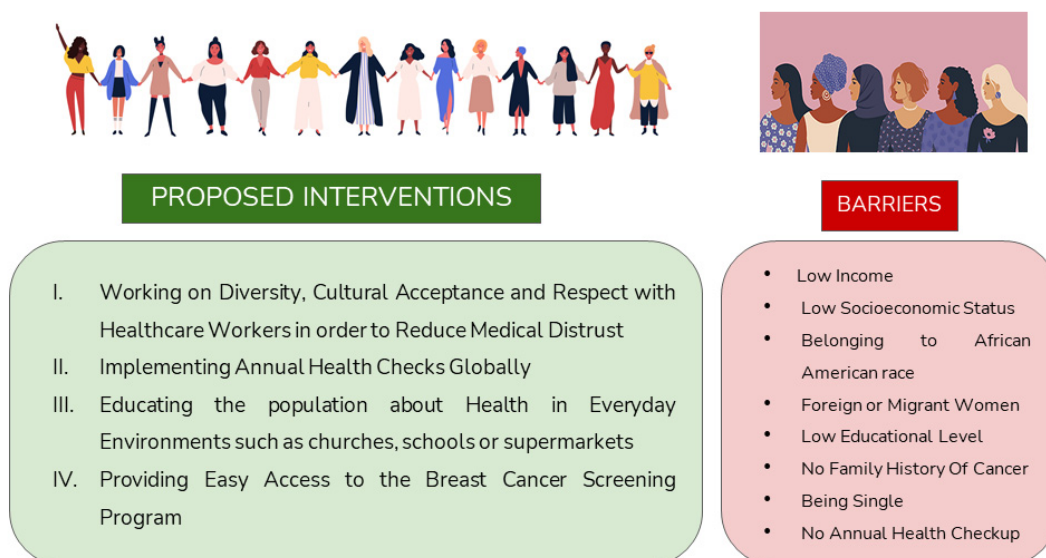 PROPOSED INTERVENTIONS
I. Working on Diversity, Cultural Acceptance and Respect with
Healthcare Workers in order to Reduce Medical Distrust
II. Implementing Annual Health Checks Globally
III. Educating the population about Health in Everyday
Environments such as churches, schools or supermarkets
IV. Providing Easy Access to the Breast Cancer Screening
Program
BARRIERS
• Low Income
• Low Socioeconomic Status
• Belonging to African
American race
• Foreign or Migrant Women
• Low Educational Level
• No Family History Of Cancer
• Being Single
• No Annual Health Checkup